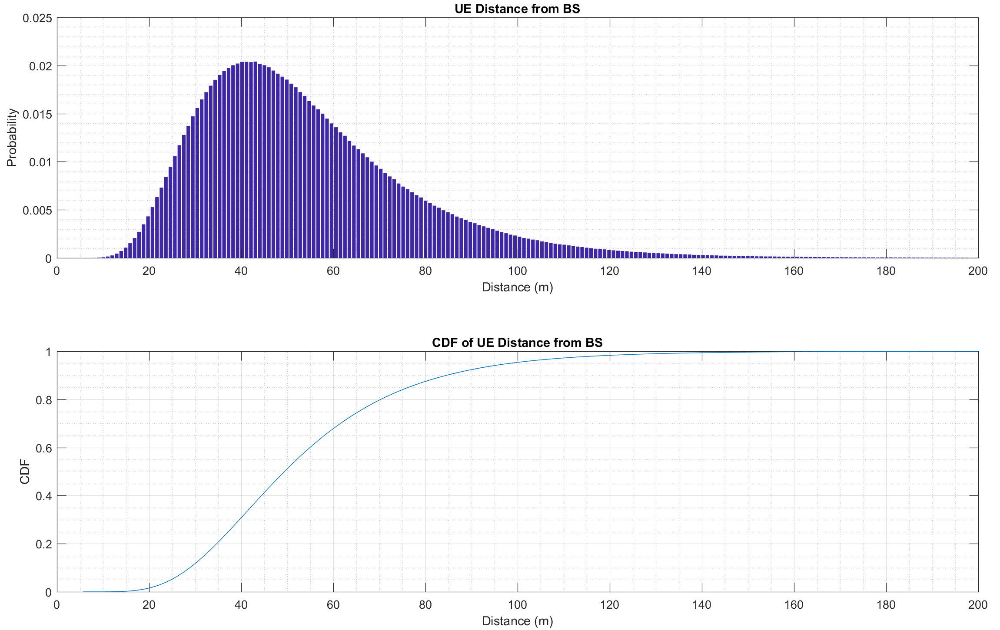 UE Distance from BS
0.025
0.02
0.015
0.01
0.005
0
Probability
0 20 40 60 80 100 120 140 160 180 200
Distance (m)
CDF of UE Distance from BS
1
0.8
0.6
0.4
0.2
0
CDF
0 20 40 60 80 100 120 140 160 180 200
Distance (m)